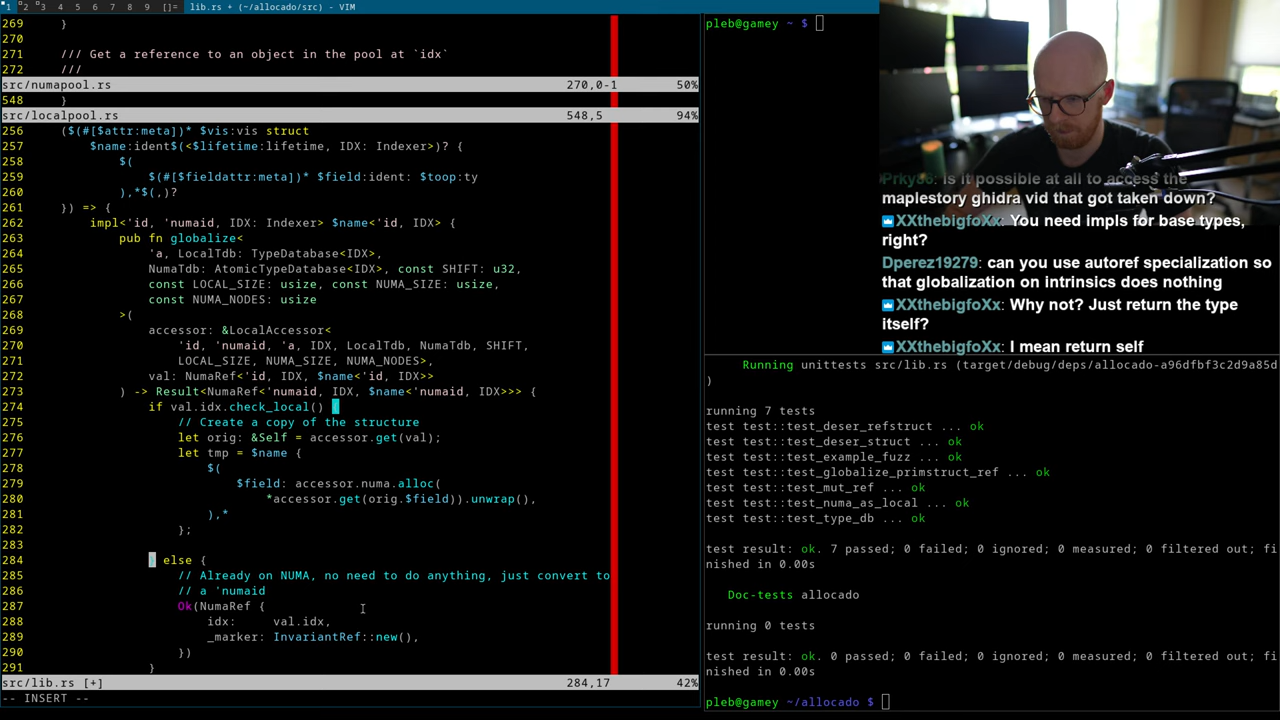 1 2 3 4 5 6 7 8 9 []= lib.rs + (~/allocado/src) - VIM
269 }
270
271 /// Get a reference to an object in the pool at `idx`
272 ///
src/numapool.rs 270,0-1 50%
548 }
src/localpool.rs 548,5 94%
256 ($(#[$attr:meta])* $vis:vis struct
257 $name:ident$(<$lifetime:lifetime, IDX: Indexer>)? {
258 $(
259 $(#[$fieldattr:meta])* $field:ident: $toop:ty
260 ),*$(,)?
261 }) => {
262 impl<'id, 'numaid, IDX: Indexer> $name<'id, IDX> {
263 pub fn globalize<
264 'a, LocalTdb: TypeDatabase<IDX>,
265 NumaTdb: AtomicTypeDatabase<IDX>, const SHIFT: u32,
266 const LOCAL_SIZE: usize, const NUMA_SIZE: usize,
267 const NUMA_NODES: usize
268 >(
269 accessor: &LocalAccessor<
270 'id, 'numaid, 'a, IDX, LocalTdb, NumaTdb, SHIFT,
271 LOCAL_SIZE, NUMA_SIZE, NUMA_NODES>,
272 val: NumaRef<'id, IDX, $name<'id, IDX>>
273 ) -> Result<NumaRef<'numaid, IDX, $name<'numaid, IDX>>> {
274 if val.idx.check_local() {
275 // Create a copy of the structure
276 let orig: &Self = accessor.get(val);
277 let tmp = $name {
278 $(
279 $field: accessor.numa.alloc(
280 *accessor.get(orig.$field)).unwrap(),
281 ),*
282 };
283
284 } else {
285 // Already on NUMA, no need to do anything, just convert to
286 // a 'numaid
287 Ok(NumaRef {
288 idx: val.idx,
289 _marker: InvariantRef::new(),
290 })
291 }
src/lib.rs [+] 284,17 42%
-- INSERT --
pleb@gamey ~ $
Prky86: Is it possible at all to access the
maplestory ghidra vid that got taken down?
XXthebigfoXx: You need impls for base types,
right?
Dperez19279: can you use autoref specialization so
that globalization on intrinsics does nothing
XXthebigfoXx: Why not? Just return the type
itself?
XXthebigfoXx: I mean return self
Running unittests src/lib.rs (target/debug/deps/allocado-a96dfbf3c2d9a85d
)
running 7 tests
test test::test_deser_refstruct ... ok
test test::test_deser_struct ... ok
test test::test_example_fuzz ... ok
test test::test_globalize_primstruct_ref ... ok
test test::test_mut_ref ... ok
test test::test_numa_as_local ... ok
test test::test_type_db ... ok
test result: ok. 7 passed; 0 failed; 0 ignored; 0 measured; 0 filtered out; fi
nished in 0.00s
Doc-tests allocado
running 0 tests
test result: ok. 0 passed; 0 failed; 0 ignored; 0 measured; 0 filtered out; fi
nished in 0.00s
pleb@gamey ~/allocado $